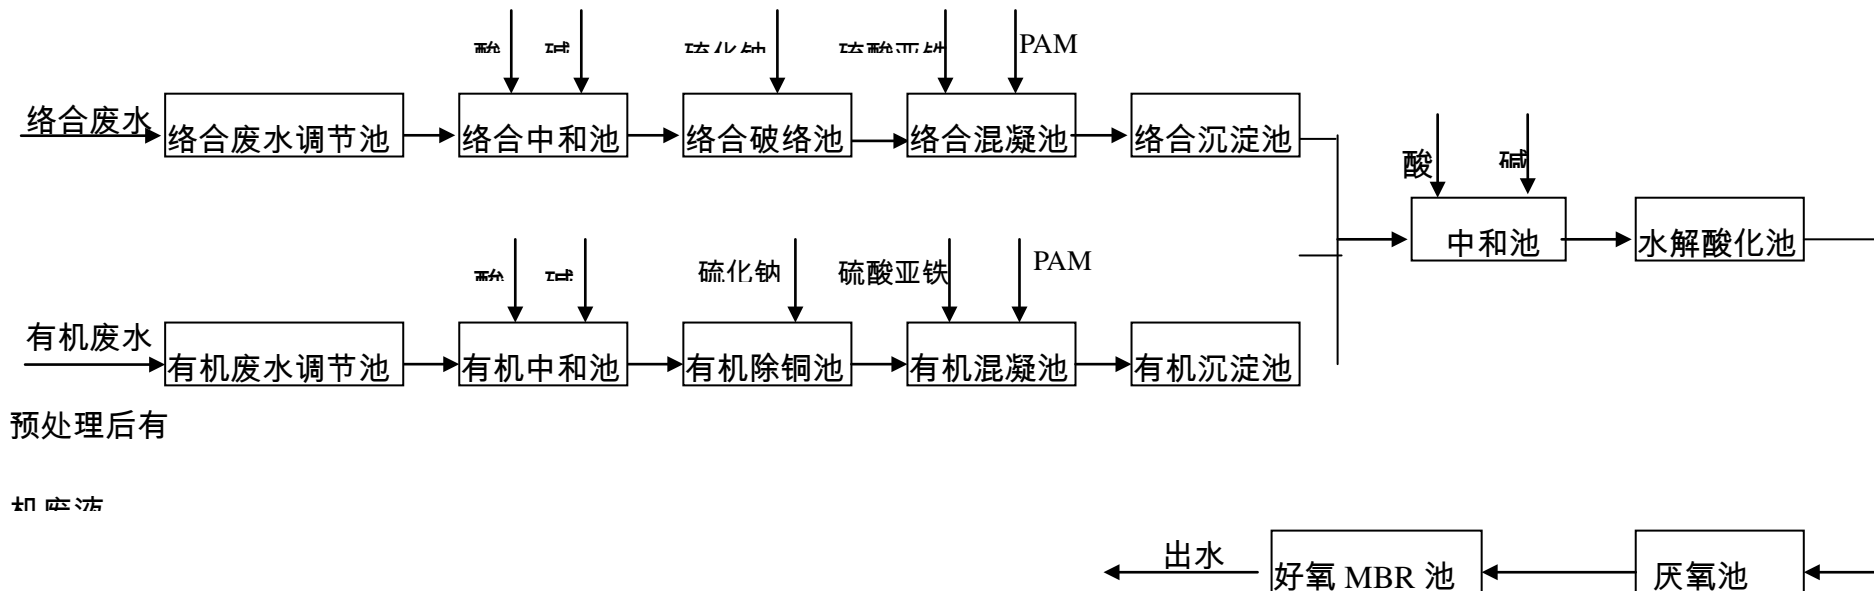 PAM
络合废水
络合废水调节池
络合中和池
络合破络池
络合混凝池
络合沉淀池
酸
中和池
水解酸化池
硫化钠
硫酸亚铁
PAM
有机废水
有机废水调节池
有机中和池
有机除铜池
有机混凝池
有机沉淀池
预处理后有
机废液
出水
好氧 MBR 池
厌氧池